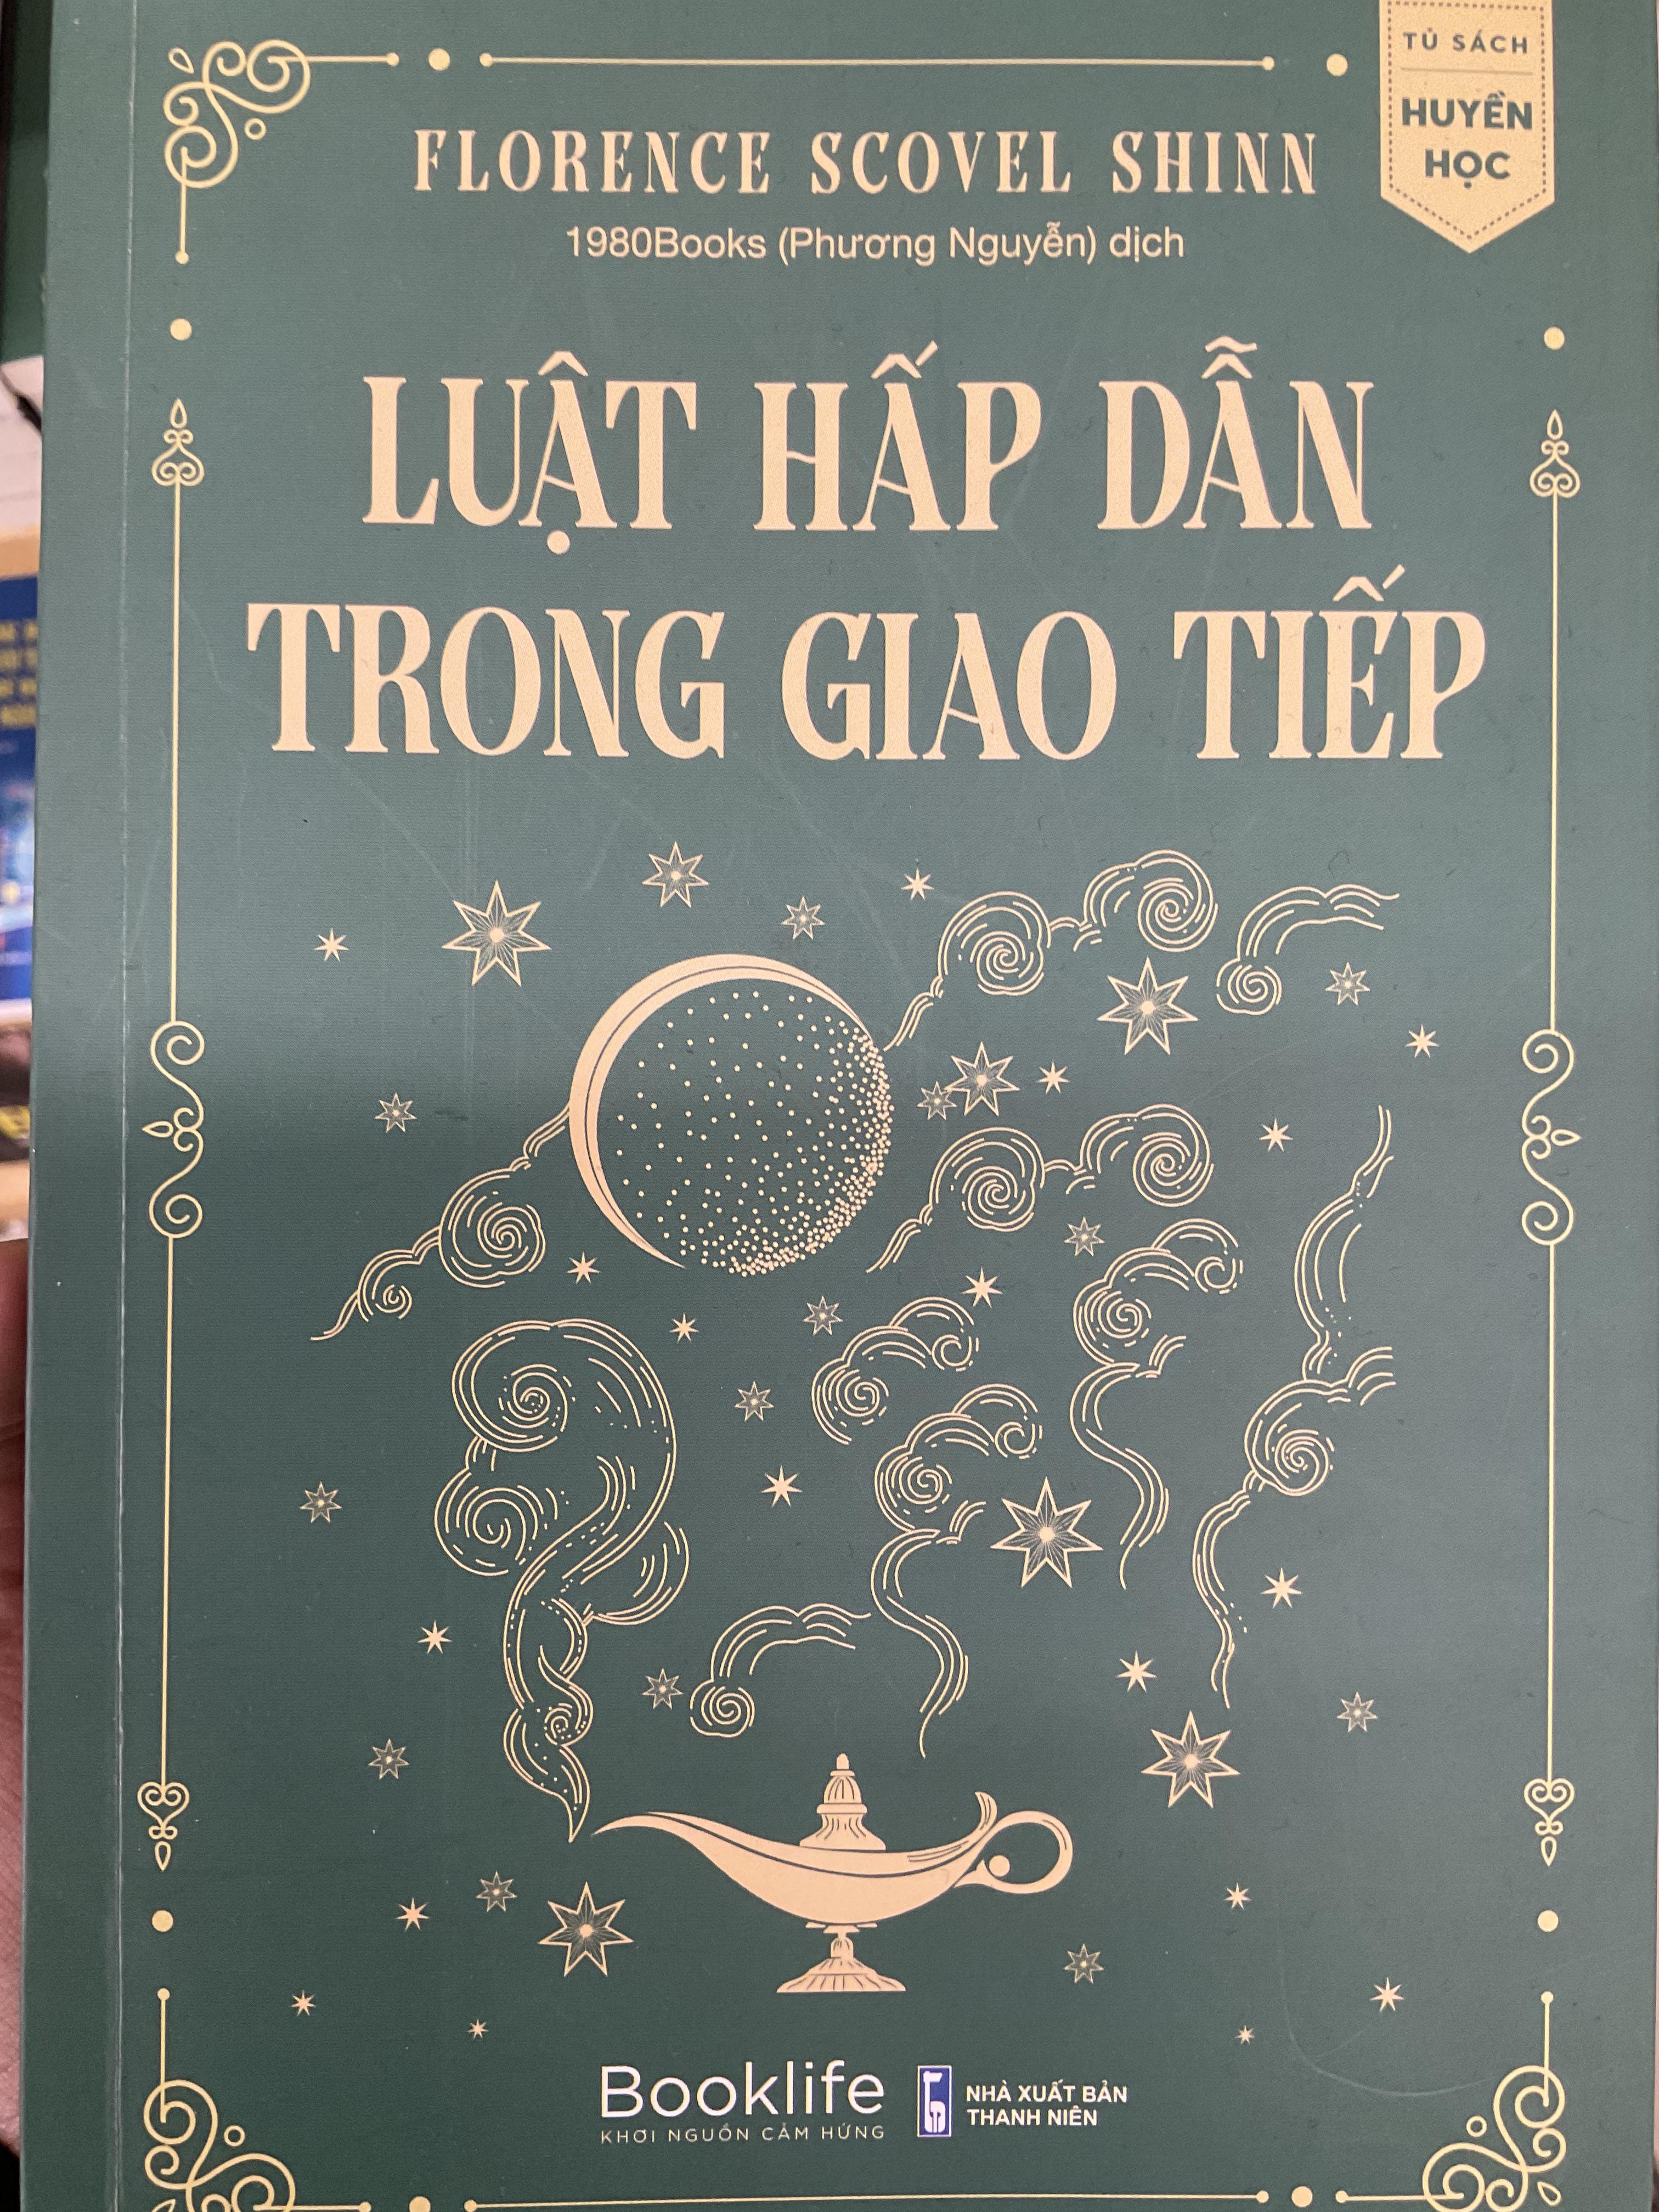 TỦ SÁCH
HUYỀN
HỌC
FLORENCE SCOVEL SHINN
1980Books (Phương Nguyễn) dịch
LUẬT HẤP DẪN
TRONG GIAO TIẾP
Booklife
KHƠI NGUỒN CẢM HỨNG
NHÀ XUẤT BẢN
THANH NIÊN